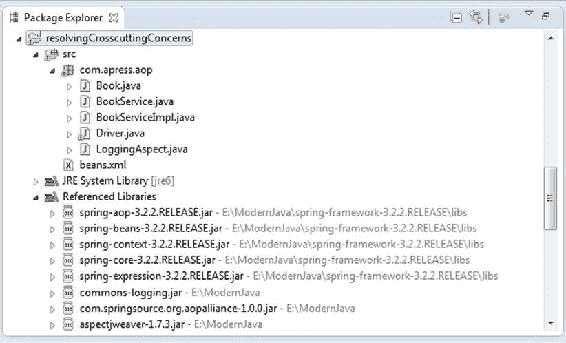 Package Explorer
resolvingCrosscuttingConcerns
src
com.apress.aop
Book.java
BookService.java
BookServiceImpl.java
Driver.java
LoggingAspect.java
beans.xml
JRE System Library [jre6]
Referenced Libraries
spring-aop-3.2.2.RELEASE.jar - E:\ModernJava\spring-framework-3.2.2.RELEASE\libs
spring-beans-3.2.2.RELEASE.jar - E:\ModernJava\spring-framework-3.2.2.RELEASE\libs
spring-context-3.2.2.RELEASE.jar - E:\ModernJava\spring-framework-3.2.2.RELEASE\libs
spring-core-3.2.2.RELEASE.jar - E:\ModernJava\spring-framework-3.2.2.RELEASE\libs
spring-expression-3.2.2.RELEASE.jar - E:\ModernJava\spring-framework-3.2.2.RELEASE\libs
commons-logging.jar - E:\ModernJava
com.springsource.org.aopalliance-1.0.0.jar - E:\ModernJava
aspectjweaver-1.7.3.jar - E:\ModernJava